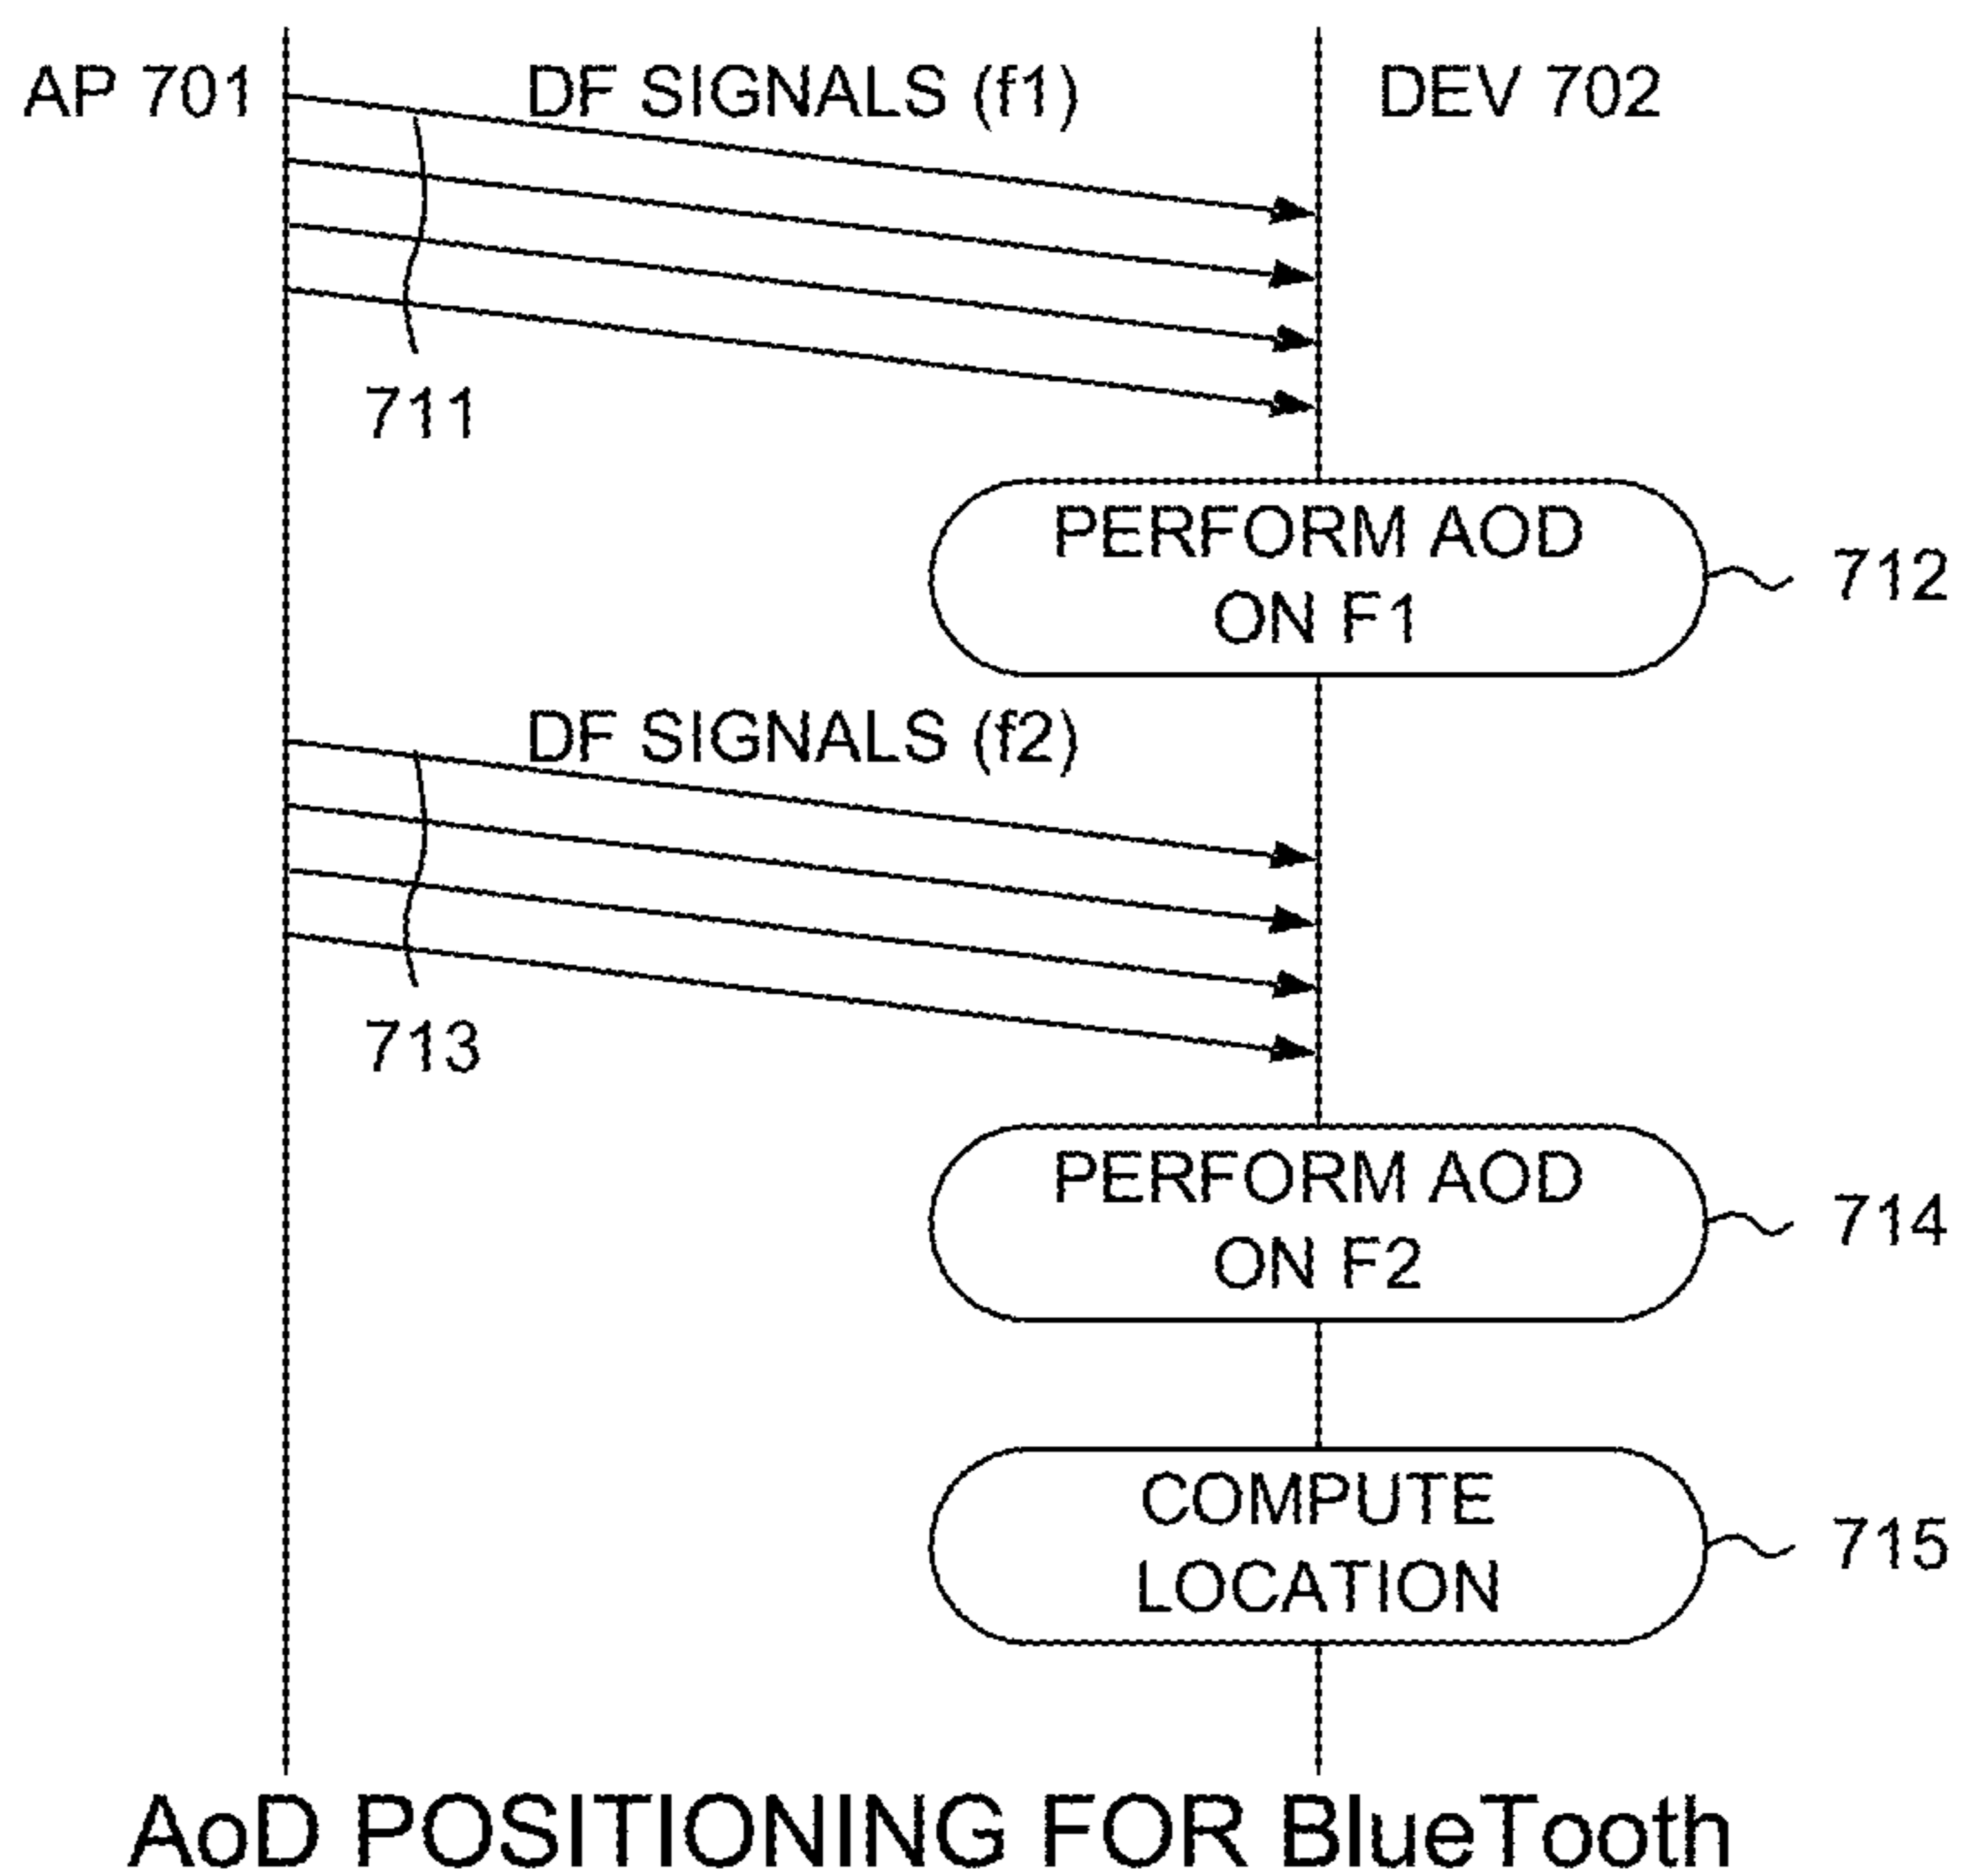 AP 701
DF SIGNALS (f1)
DEV 702
711
PERFORM AOD
ON F1
712
DF SIGNALS (f2)
713
PERFORM AOD
ON F2
714
COMPUTE
LOCATION
715
AoD POSITIONING FOR BlueTooth